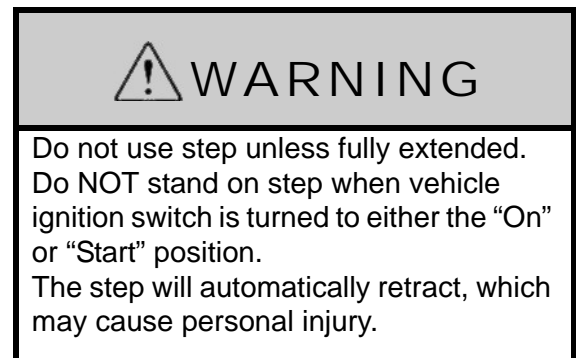 WARNING
Do not use step unless fully extended.
Do NOT stand on step when vehicle
ignition switch is turned to either the “On”
or “Start” position.
The step will automatically retract, which
may cause personal injury.